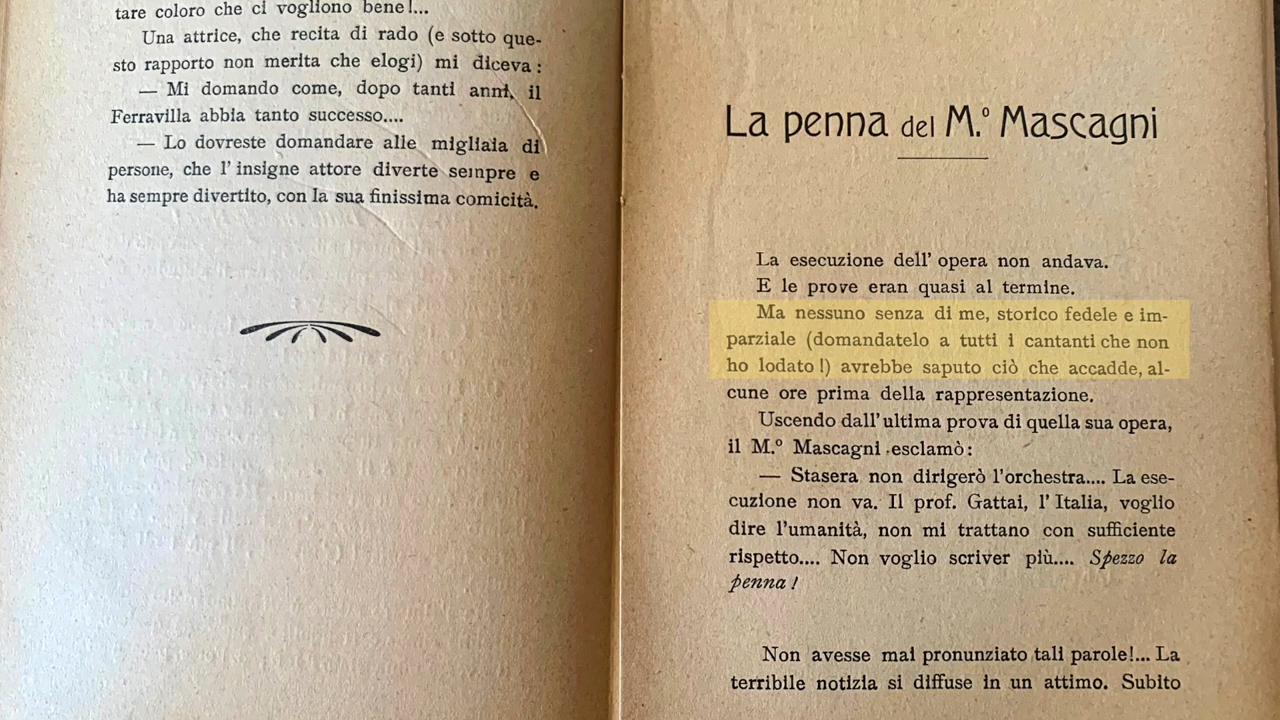 tare coloro che ci vogliono bene!...
Una attrice, che recita di rado (e sotto que-
sto rapporto non merita che elogi) mi diceva:
— Mi domando come, dopo tanti anni, il
Ferravilla abbia tanto successo....
— Lo dovreste domandare alle migliaia di
persone, che l'insigne attore diverte sempre e
ha sempre divertito, con la sua finissima comicità.
La penna del M.º Mascagni
La esecuzione dell'opera non andava.
E le prove eran quasi al termine.
Ma nessuno senza di me, storico fedele e im-
parziale (domandatelo a tutti i cantanti che non
ho lodato!) avrebbe saputo ciò che accadde, al-
cune ore prima della rappresentazione.
Uscendo dall'ultima prova di quella sua opera,
il M.º Mascagni esclamò:
— Stasera non dirigerò l'orchestra.... La ese-
cuzione non va. Il prof. Gattai, l'Italia, voglio
dire l'umanità, non mi trattano con sufficiente
rispetto.... Non voglio scriver più.... Spezzo la
penna!
Non avesse mai pronunziato tali parole!... La
terribile notizia si diffuse in un attimo. Subito